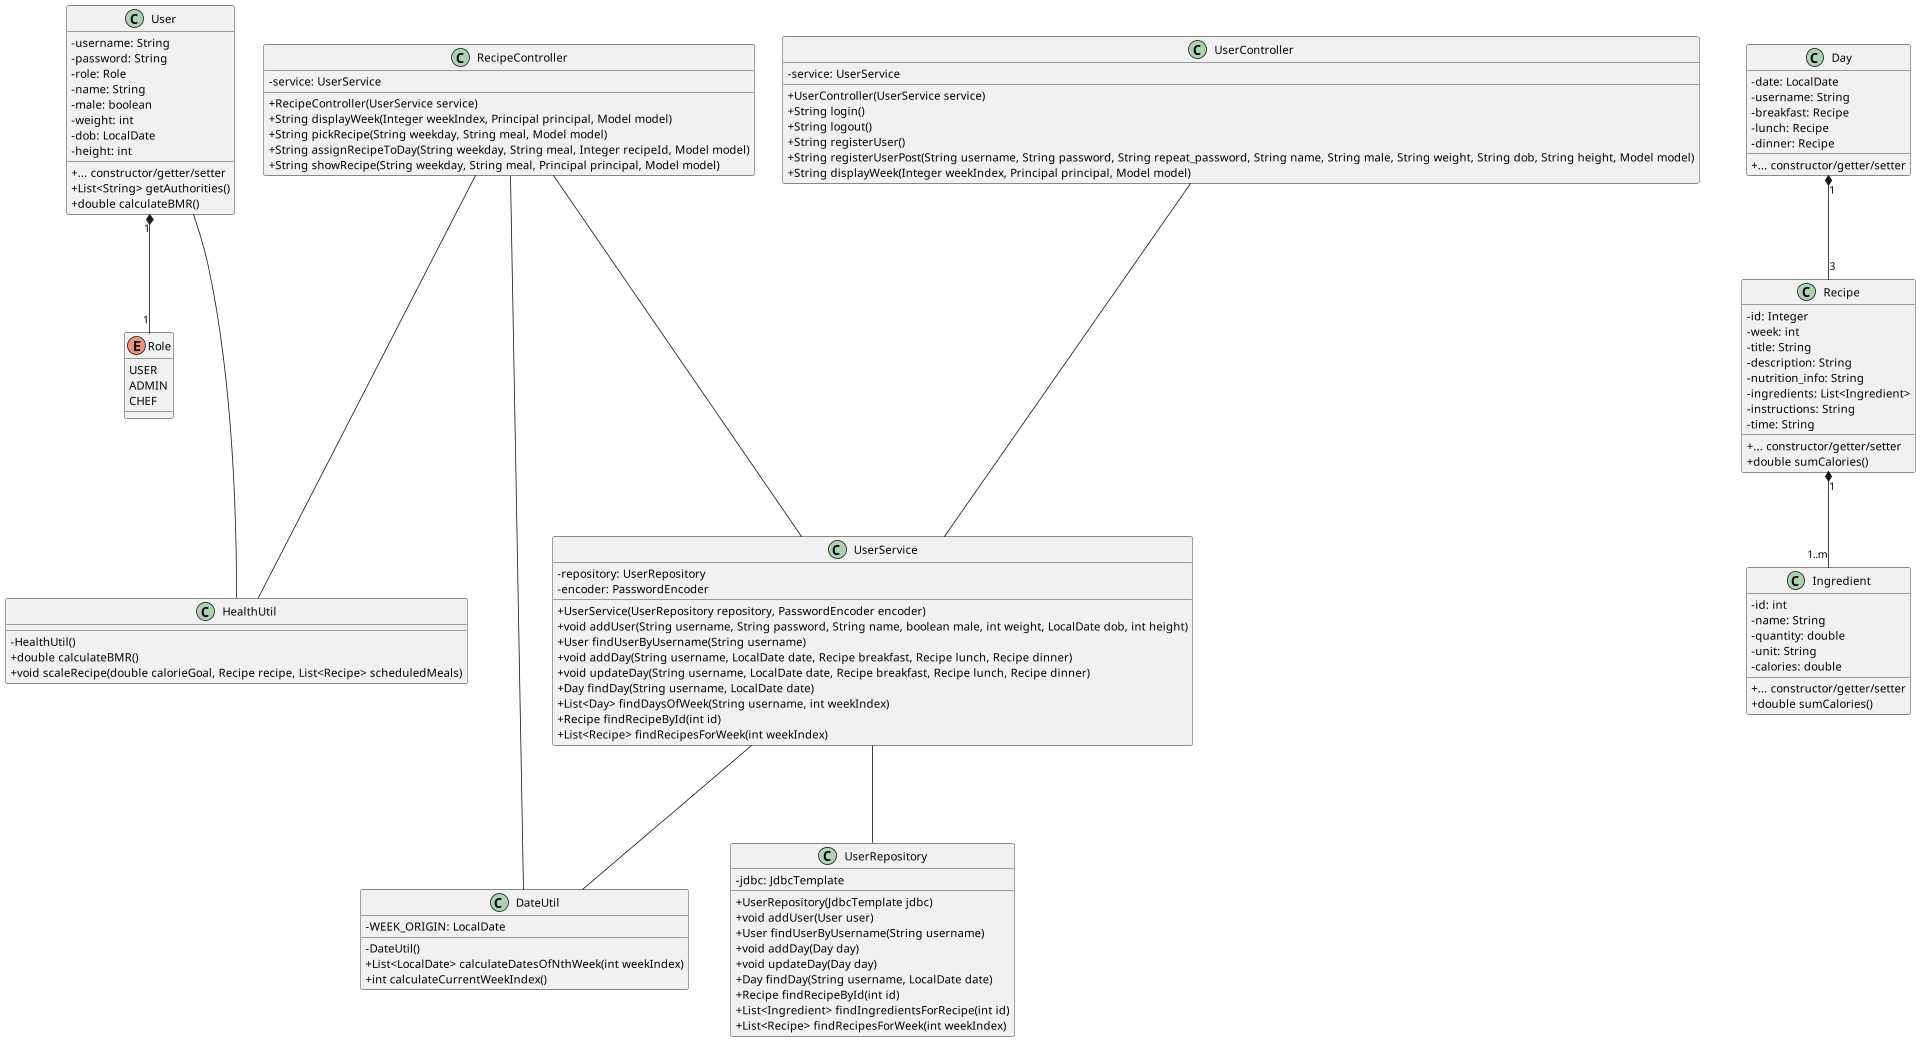 C User
-username: String
-password: String
-role: Role
-name: String
-male: boolean
-weight: int
-dob: LocalDate
-height: int
+... constructor/getter/setter
+List<String> getAuthorities()
+double calculateBMR()
1
1
E Role
USER
ADMIN
CHEF
C RecipeController
-service: UserService
+RecipeController(UserService service)
+String displayWeek(Integer weekIndex, Principal principal, Model model)
+String pickRecipe(String weekday, String meal, Model model)
+String assignRecipeToDay(String weekday, String meal, Integer recipeId, Model model)
+String showRecipe(String weekday, String meal, Principal principal, Model model)
C UserController
-service: UserService
+UserController(UserService service)
+String login()
+String logout()
+String registerUser()
+String registerUserPost(String username, String password, String repeat_password, String name, String male, String weight, String dob, String height, Model model)
+String displayWeek(Integer weekIndex, Principal principal, Model model)
C Day
-date: LocalDate
-username: String
-breakfast: Recipe
-lunch: Recipe
-dinner: Recipe
+... constructor/getter/setter
1
3
C Recipe
-id: Integer
-week: int
-title: String
-description: String
-nutrition_info: String
-ingredients: List<Ingredient>
-instructions: String
-time: String
+... constructor/getter/setter
+double sumCalories()
1
1..m
C Ingredient
-id: int
-name: String
-quantity: double
-unit: String
-calories: double
+... constructor/getter/setter
+double sumCalories()
C HealthUtil
-HealthUtil()
+double calculateBMR()
+void scaleRecipe(double calorieGoal, Recipe recipe, List<Recipe> scheduledMeals)
C UserService
-repository: UserRepository
-encoder: PasswordEncoder
+UserService(UserRepository repository, PasswordEncoder encoder)
+void addUser(String username, String password, String name, boolean male, int weight, LocalDate dob, int height)
+User findUserByUsername(String username)
+void addDay(String username, LocalDate date, Recipe breakfast, Recipe lunch, Recipe dinner)
+void updateDay(String username, LocalDate date, Recipe breakfast, Recipe lunch, Recipe dinner)
+Day findDay(String username, LocalDate date)
+List<Day> findDaysOfWeek(String username, int weekIndex)
+Recipe findRecipeById(int id)
+List<Recipe> findRecipesForWeek(int weekIndex)
C DateUtil
-WEEK_ORIGIN: LocalDate
-DateUtil()
+List<LocalDate> calculateDatesOfNthWeek(int weekIndex)
+int calculateCurrentWeekIndex()
C UserRepository
-jdbc: JdbcTemplate
+UserRepository(JdbcTemplate jdbc)
+void addUser(User user)
+User findUserByUsername(String username)
+void addDay(Day day)
+void updateDay(Day day)
+Day findDay(String username, LocalDate date)
+Recipe findRecipeById(int id)
+List<Ingredient> findIngredientsForRecipe(int id)
+List<Recipe> findRecipesForWeek(int weekIndex)